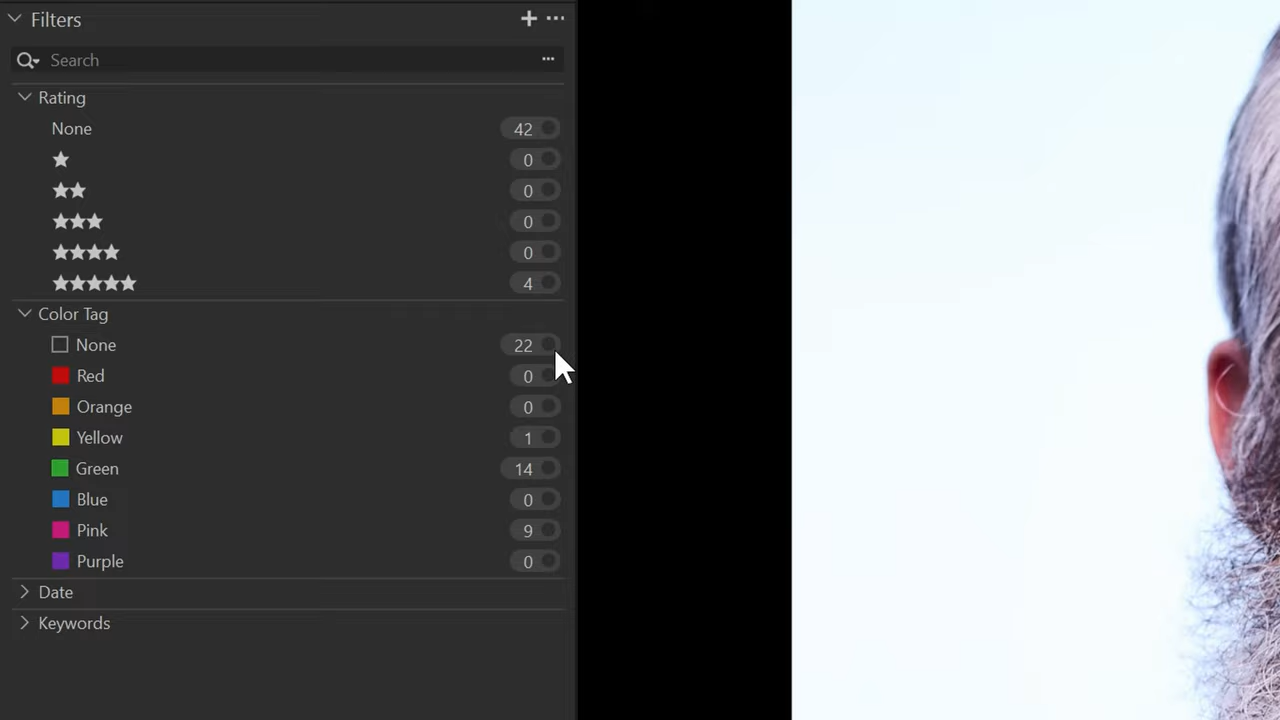 Filters
Search
Rating
None 42
0
0
0
0
4
Color Tag
None 22
Red 0
Orange 0
Yellow 1
Green 14
Blue 0
Pink 9
Purple 0
Date
Keywords